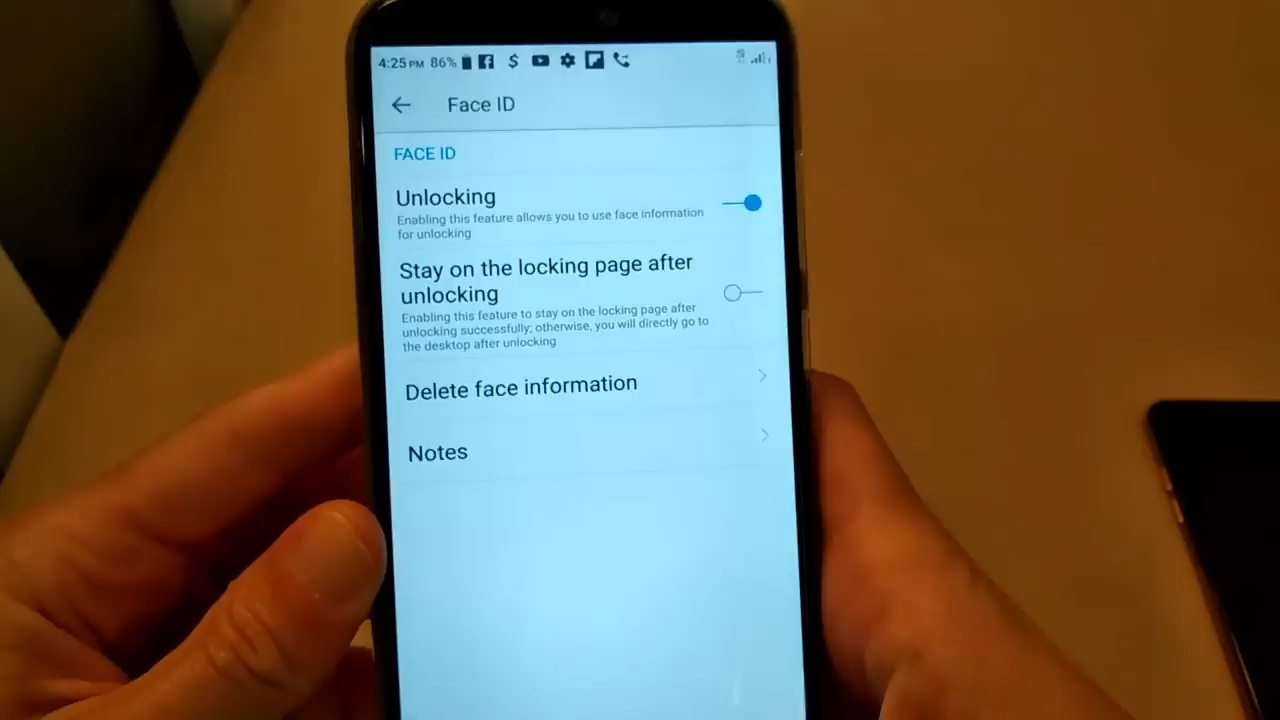 4:25 PM 86%
Face ID
FACE ID
Unlocking
Enabling this feature allows you to use face information
for unlocking
Stay on the locking page after
unlocking
Enabling this feature to stay on the locking page after
unlocking successfully; otherwise, you will directly go to
the desktop after unlocking
Delete face information
Notes